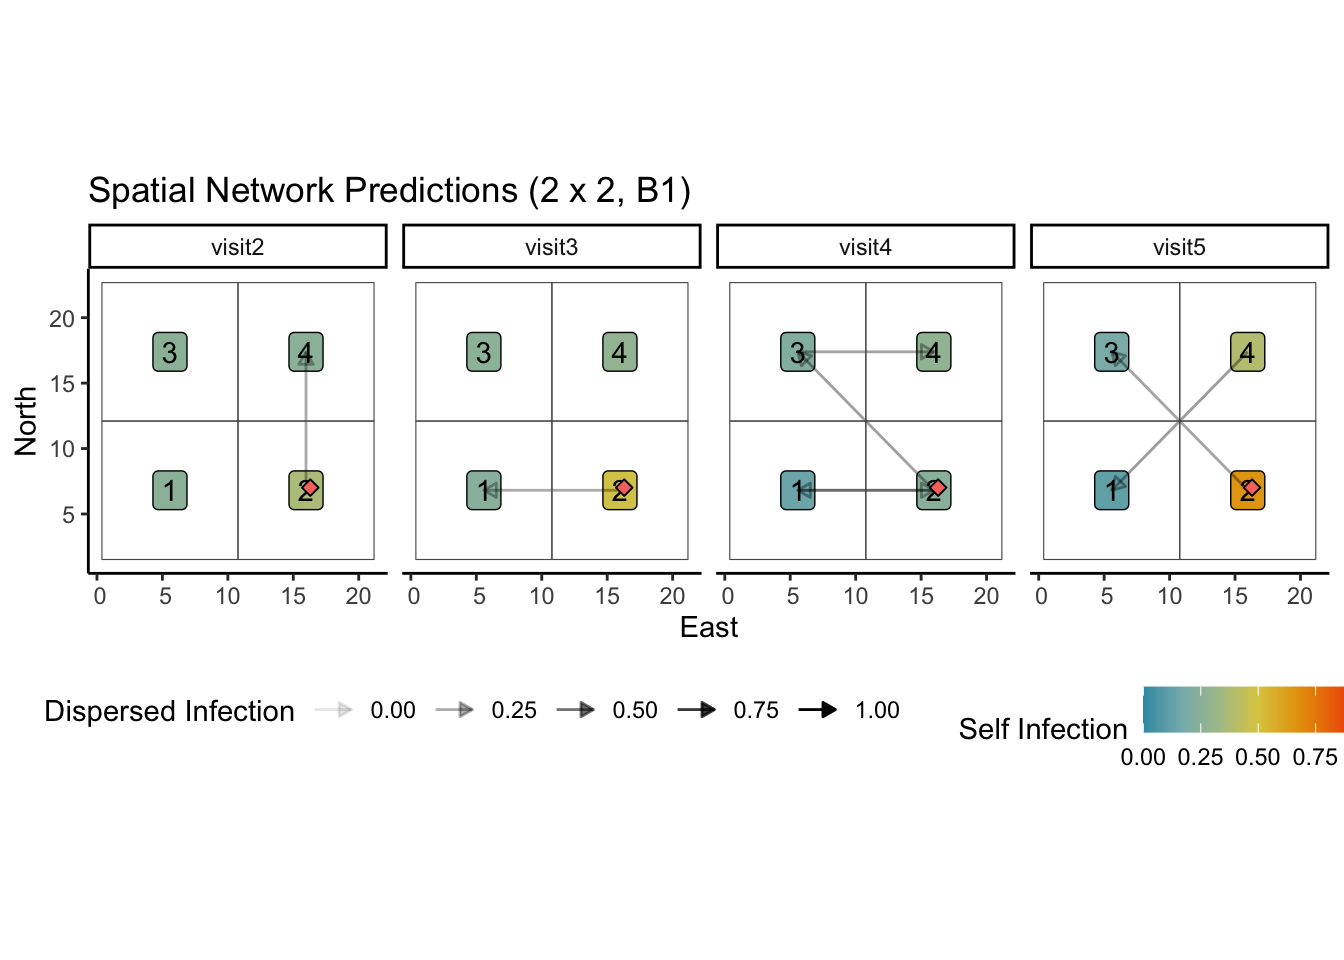 Spatial Network Predictions (2 x 2, B1)
visit2 visit3 visit4 visit5
North
20
15
10
5
3 4 3 4 3 4 3 4
1 2 1 2 1 2 1 2
0 5 10 15 20 0 5 10 15 20 0 5 10 15 20 0 5 10 15 20
East
Dispersed Infection 0.00 0.25 0.50 0.75 1.00
Self Infection
0.00 0.25 0.50 0.75